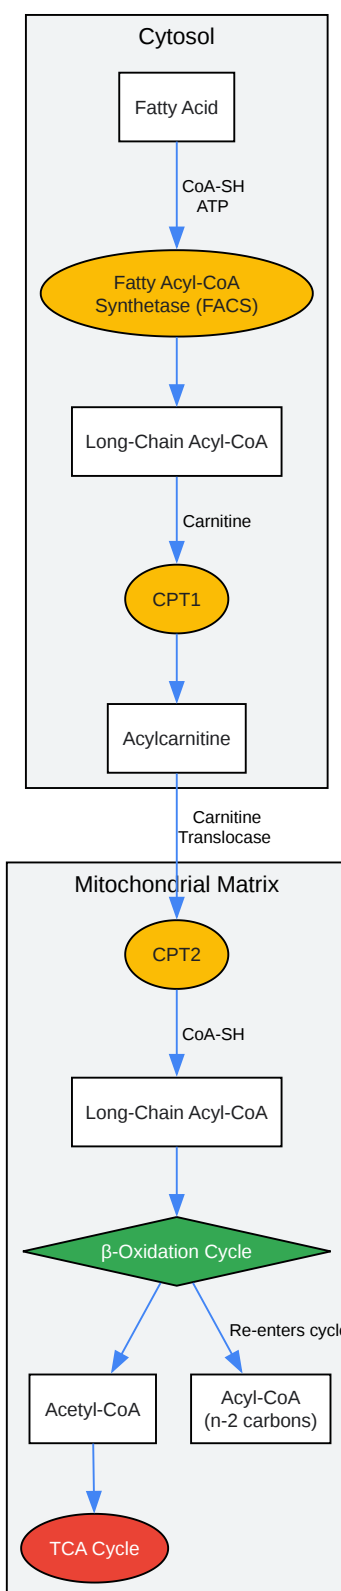 Cytosol
Fatty Acid
CoA-SH
ATP
Fatty Acyl-CoA
Synthetase (FACS)
Long-Chain Acyl-CoA
Carnitine
CPT1
Acylcarnitine
Carnitine
Translocase
Mitochondrial Matrix
CPT2
CoA-SH
Long-Chain Acyl-CoA
β-Oxidation Cycle
Re-enters cycle
Acetyl-CoA
Acyl-CoA
(n-2 carbons)
TCA Cycle